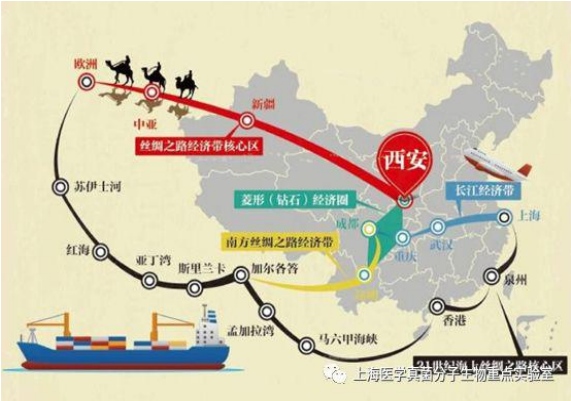 欧洲
中亚
新疆
丝绸之路经济带核心区
西安
苏伊士河
菱形（钻石）经济圈
长江经济带
成都
上海
武汉
重庆
南方丝绸之路经济带
红海
亚丁湾
斯里兰卡
加尔各答
泉州
香港
孟加拉湾
马六甲海峡
21世纪海上丝绸之路核心区
上海医学真菌分子生物重点实验室